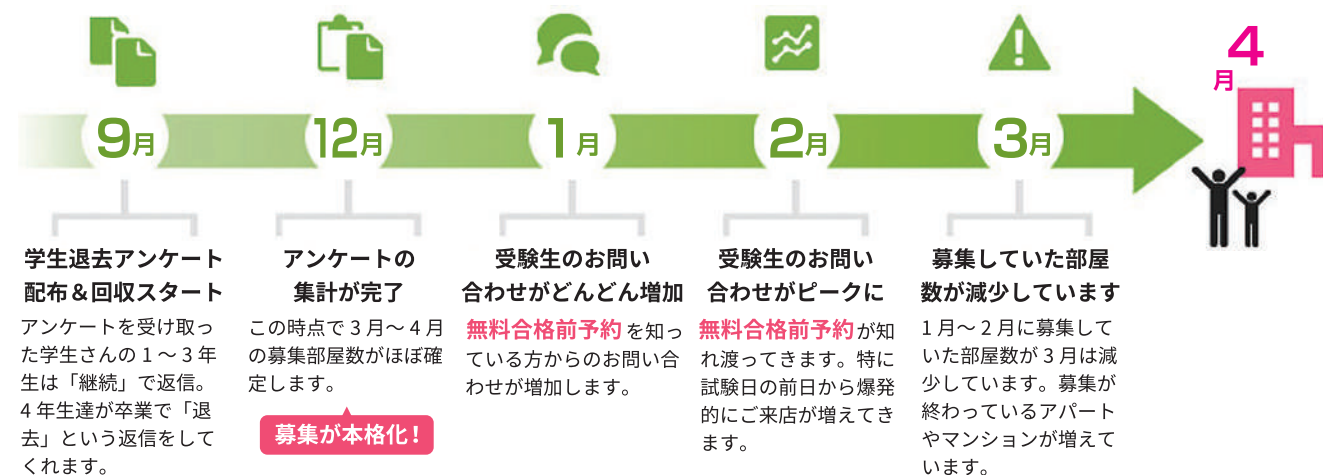 9月
学生退去アンケート
配布＆回収スタート
アンケートを受け取っ
た学生さんの1～3年
生は「継続」で返信。
4年生達が卒業で「退
去」という返信をして
くれます。
12月
アンケートの
集計が完了
この時点で3月～4月
の募集部屋数がほぼ確
定します。
募集が本格化！
1月
受験生のお問い
合わせがどんどん増加
無料合格前予約を知っ
ている方からのお問い合
わせが増加します。
2月
受験生のお問い
合わせがピークに
無料合格前予約が知
れ渡ってきます。特に
試験日の前日から爆発
的にご来店が増えてき
ます。
3月
募集していた部屋
数が減少しています
1月～2月に募集して
いた部屋数が3月は減
少しています。募集が
終わっているアパート
やマンションが増えて
います。
4月